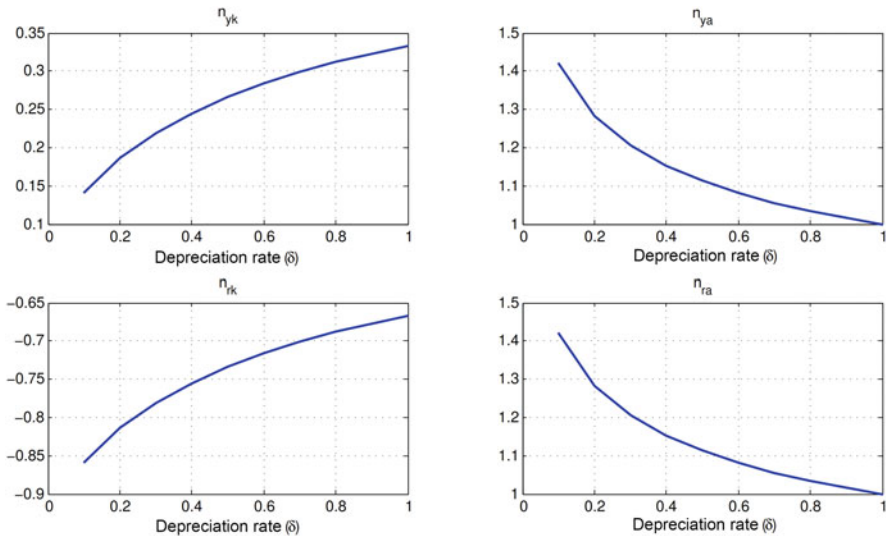 n_yk
0.35
0.3
0.25
0.2
0.15
0.1
0 0.2 0.4 0.6 0.8 1
Depreciation rate (δ)
n_ya
1.5
1.4
1.3
1.2
1.1
1
0 0.2 0.4 0.6 0.8 1
Depreciation rate (δ)
n_rk
−0.65
−0.7
−0.75
−0.8
−0.85
−0.9
0 0.2 0.4 0.6 0.8 1
Depreciation rate (δ)
n_ra
1.5
1.4
1.3
1.2
1.1
1
0 0.2 0.4 0.6 0.8 1
Depreciation rate (δ)